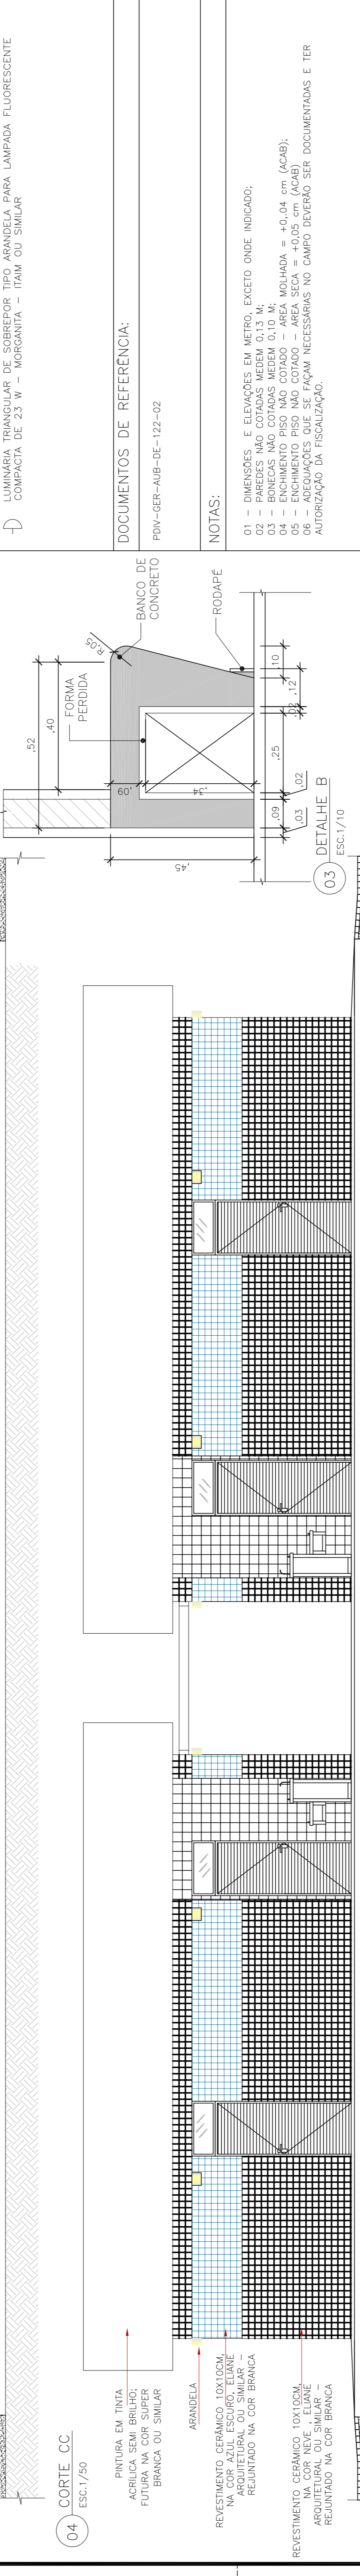 LUMINÁRIA TRIANGULAR DE SOBREPOR TIPO ARANDELA PARA LAMPADA FLUORESCENTE
COMPACTA DE 23 W – MORGANITA – ITAIM OU SIMILAR
DOCUMENTOS DE REFERÊNCIA:
PDIV-GER-AUB-DE-122-02
NOTAS:
01 – DIMENSÕES E ELEVAÇÕES EM METRO, EXCETO ONDE INDICADO;
02 – PAREDES NÃO COTADAS MEDEM 0,13 M;
03 – BONECAS NÃO COTADAS MEDEM 0,10 M;
04 – ENCHIMENTO PISO NÃO COTADO – AREA MOLHADA = +0,04 cm (ACAB);
05 – ENCHIMENTO PISO NÃO COTADO – AREA SECA = +0,05 cm (ACAB)
06 – ADEQUAÇÕES QUE SE FAÇAM NECESSÁRIAS NO CAMPO DEVERÃO SER DOCUMENTADAS E TER
AUTORIZAÇÃO DA FISCALIZAÇÃO.
,52
,40
R,05
FORMA
PERDIDA
BANCO DE
CONCRETO
RODAPÉ
,09
,34
,45
,09
,03
,02
,25
,02
,12
,10
03
DETALHE B
ESC.1/10
04
CORTE CC
ESC.1/50
PINTURA EM TINTA
ACRÍLICA SEMI BRILHO;
FUTURA NA COR SUPER
BRANCA OU SIMILAR
ARANDELA
REVESTIMENTO CERÂMICO 10X10CM,
NA COR AZUL ESCURO, ELIANE
ARQUITETURAL OU SIMILAR –
REJUNTADO NA COR BRANCA
REVESTIMENTO CERÂMICO 10X10CM,
NA COR NEVE , ELIANE
ARQUITETURAL OU SIMILAR –
REJUNTADO NA COR BRANCA